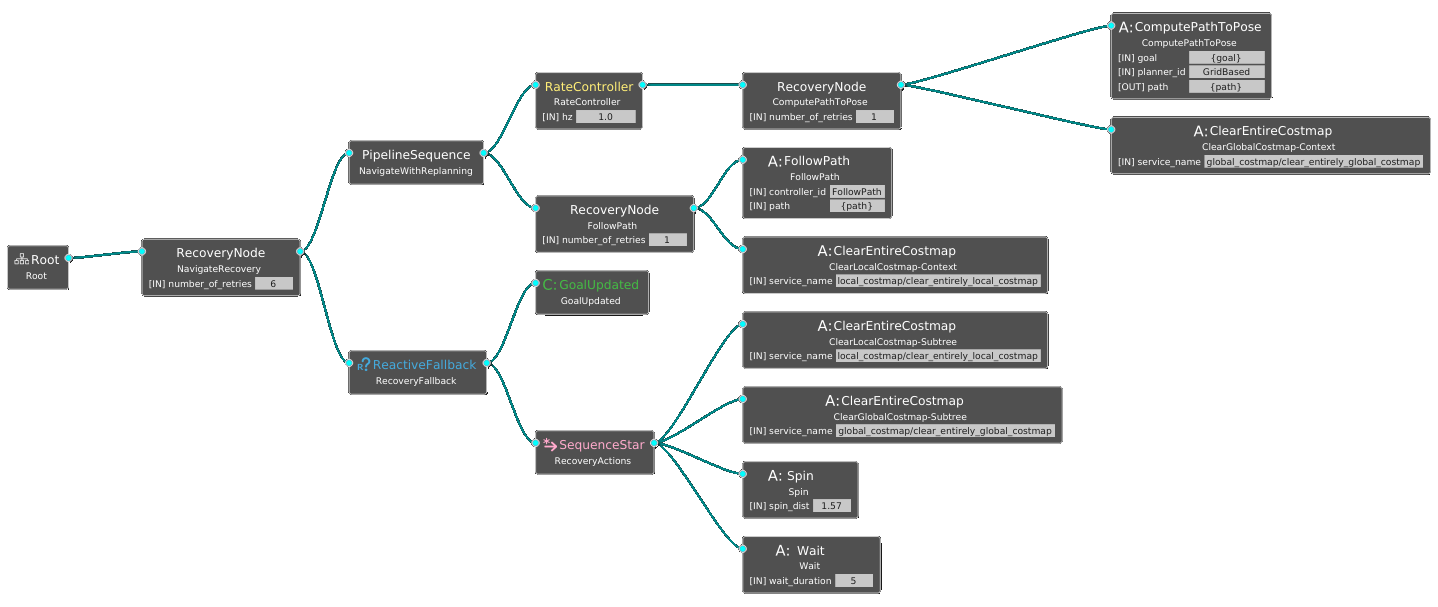 Root
Root
RecoveryNode
NavigateRecovery
[IN] number_of_retries 6
PipelineSequence
NavigateWithReplanning
RateController
RateController
[IN] hz 1.0
RecoveryNode
ComputePathToPose
[IN] number_of_retries 1
A:ComputePathToPose
ComputePathToPose
[IN] goal {goal}
[IN] planner_id GridBased
[OUT] path {path}
A:ClearEntireCostmap
ClearGlobalCostmap-Context
[IN] service_name global_costmap/clear_entirely_global_costmap
RecoveryNode
FollowPath
[IN] number_of_retries 1
A:FollowPath
FollowPath
[IN] controller_id FollowPath
[IN] path {path}
A:ClearEntireCostmap
ClearLocalCostmap-Context
[IN] service_name local_costmap/clear_entirely_local_costmap
R? ReactiveFallback
RecoveryFallback
C:GoalUpdated
GoalUpdated
SequenceStar
RecoveryActions
A:ClearEntireCostmap
ClearLocalCostmap-Subtree
[IN] service_name local_costmap/clear_entirely_local_costmap
A:ClearEntireCostmap
ClearGlobalCostmap-Subtree
[IN] service_name global_costmap/clear_entirely_global_costmap
A: Spin
Spin
[IN] spin_dist 1.57
A: Wait
Wait
[IN] wait_duration 5